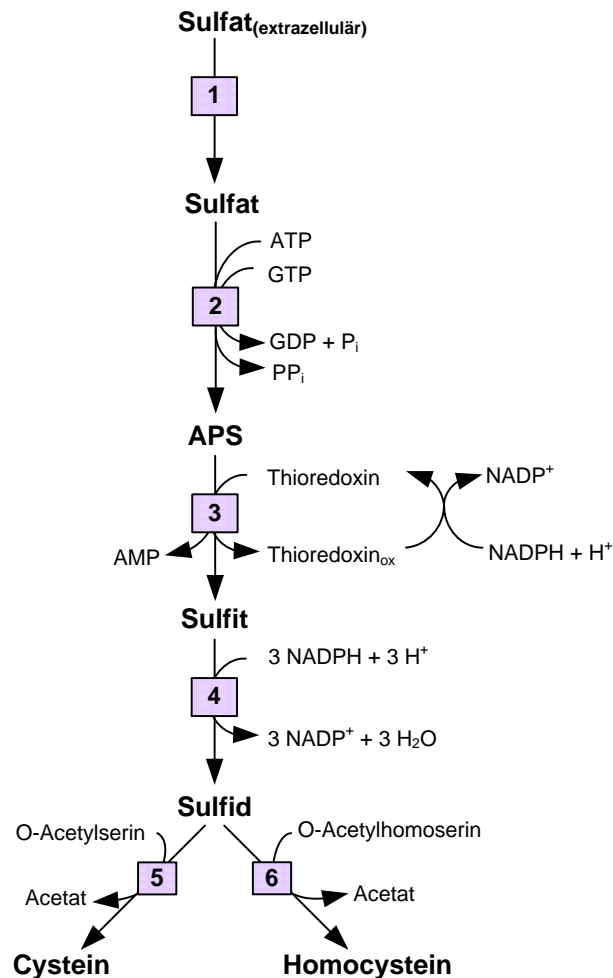 Sulfat(extrazellulär)
1
Sulfat
ATP
GTP
2
GDP + Pi
PPi
APS
Thioredoxin
NADP+
3
AMP
Thioredoxinox
NADPH + H+
Sulfit
3 NADPH + 3 H+
4
3 NADP+ + 3 H2O
Sulfid
O-Acetylserin
O-Acetylhomoserin
5
6
Acetat
Acetat
Cystein
Homocystein